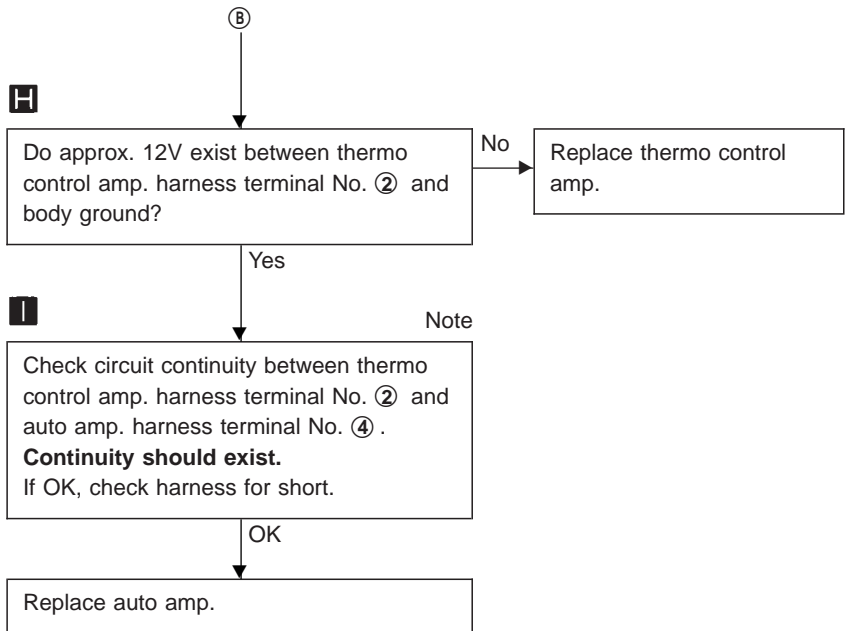 Ⓑ
H
Do approx. 12V exist between thermo
control amp. harness terminal No. ② and
body ground?
No
Replace thermo control
amp.
Yes
I
Note
Check circuit continuity between thermo
control amp. harness terminal No. ② and
auto amp. harness terminal No. ④ .
Continuity should exist.
If OK, check harness for short.
OK
Replace auto amp.